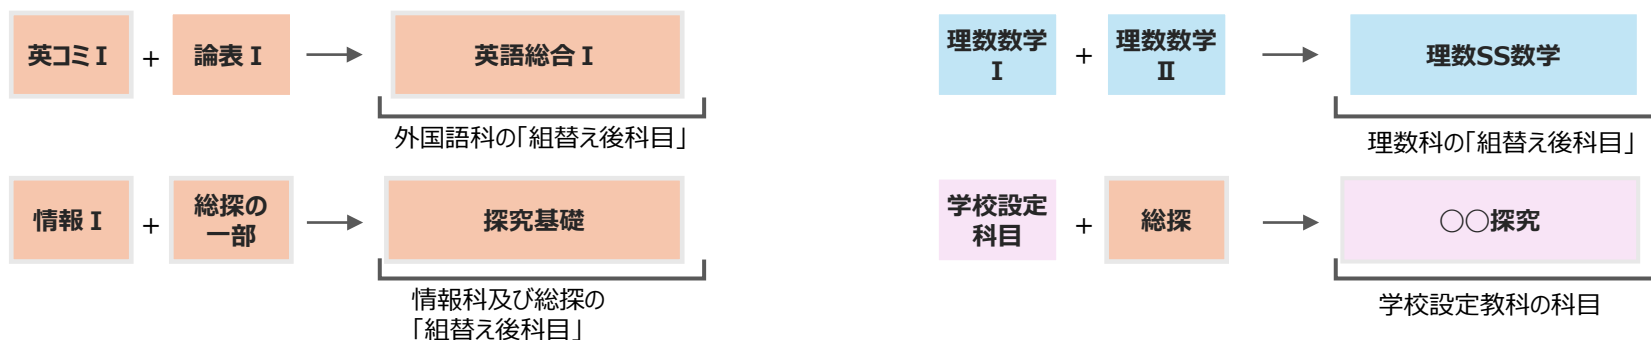 英コミⅠ + 論表Ⅰ → 英語総合Ⅰ
外国語科の「組替え後科目」
情報Ⅰ + 総探の
一部 → 探究基礎
情報科及び総探の
「組替え後科目」
理数数学
Ⅰ + 理数数学
Ⅱ → 理数SS数学
理数科の「組替え後科目」
学校設定
科目 + 総探 → ○○探究
学校設定教科の科目